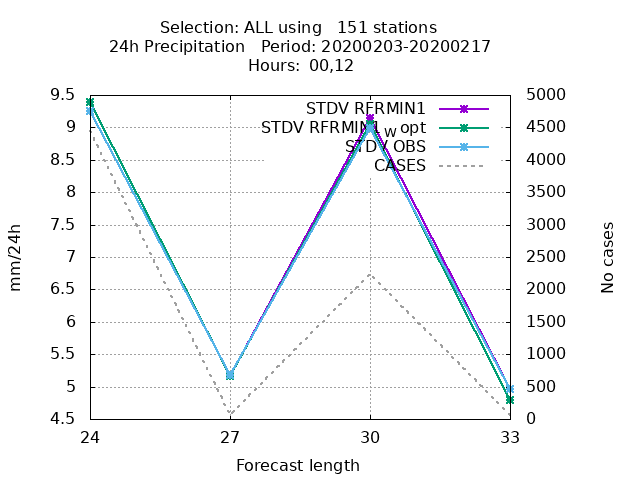 Selection: ALL using   151 stations
24h Precipitation   Period: 20200203-20200217
Hours:  00,12
STDV RFRMIN1
STDV RFRMIN1_W_opt
STDV OBS
CASES
9.5
9
8.5
8
7.5
7
6.5
6
5.5
5
4.5
5000
4500
4000
3500
3000
2500
2000
1500
1000
500
0
mm/24h
No cases
24 27 30 33
Forecast length